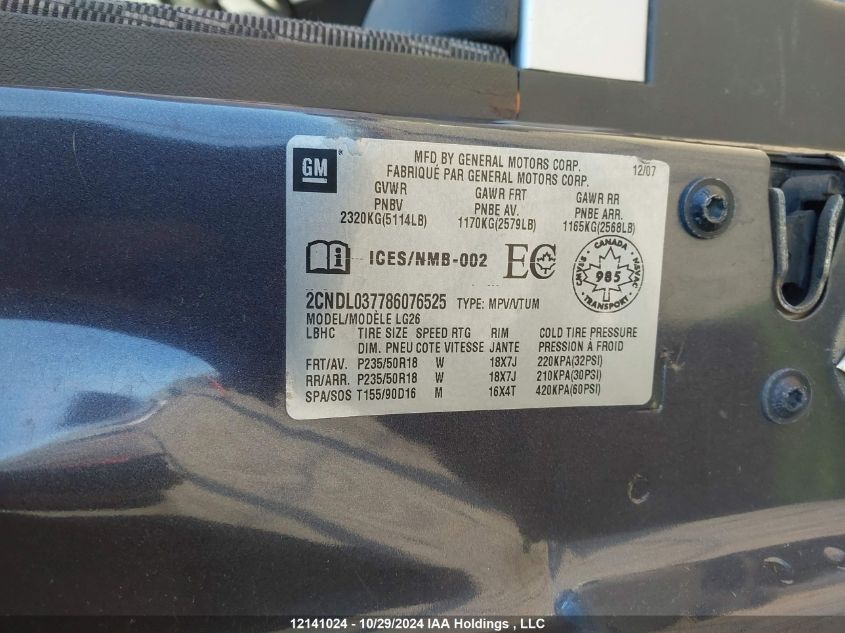 GM
MFD BY GENERAL MOTORS CORP.
FABRIQUÉ PAR GENERAL MOTORS CORP.
12/07
GVWR GAWR FRT GAWR RR
PNBV PNBE AV. PNBE ARR.
2320KG(5114LB) 1170KG(2579LB) 1165KG(2568LB)
i ICES/NMB-002 EC
CANADA
CMVSS 985 NSVAC
TRANSPORT
2CNDL037786076525 TYPE: MPV/VTUM
MODEL/MODÈLE LG26
LBHC TIRE SIZE SPEED RTG RIM COLD TIRE PRESSURE
DIM. PNEU COTE VITESSE JANTE PRESSION À FROID
FRT/AV. P235/50R18 W 18X7J 220KPA(32PSI)
RR/ARR. P235/50R18 W 18X7J 210KPA(30PSI)
SPA/SOS T155/90D16 M 16X4T 420KPA(60PSI)
12141024 - 10/29/2024 IAA Holdings, LLC